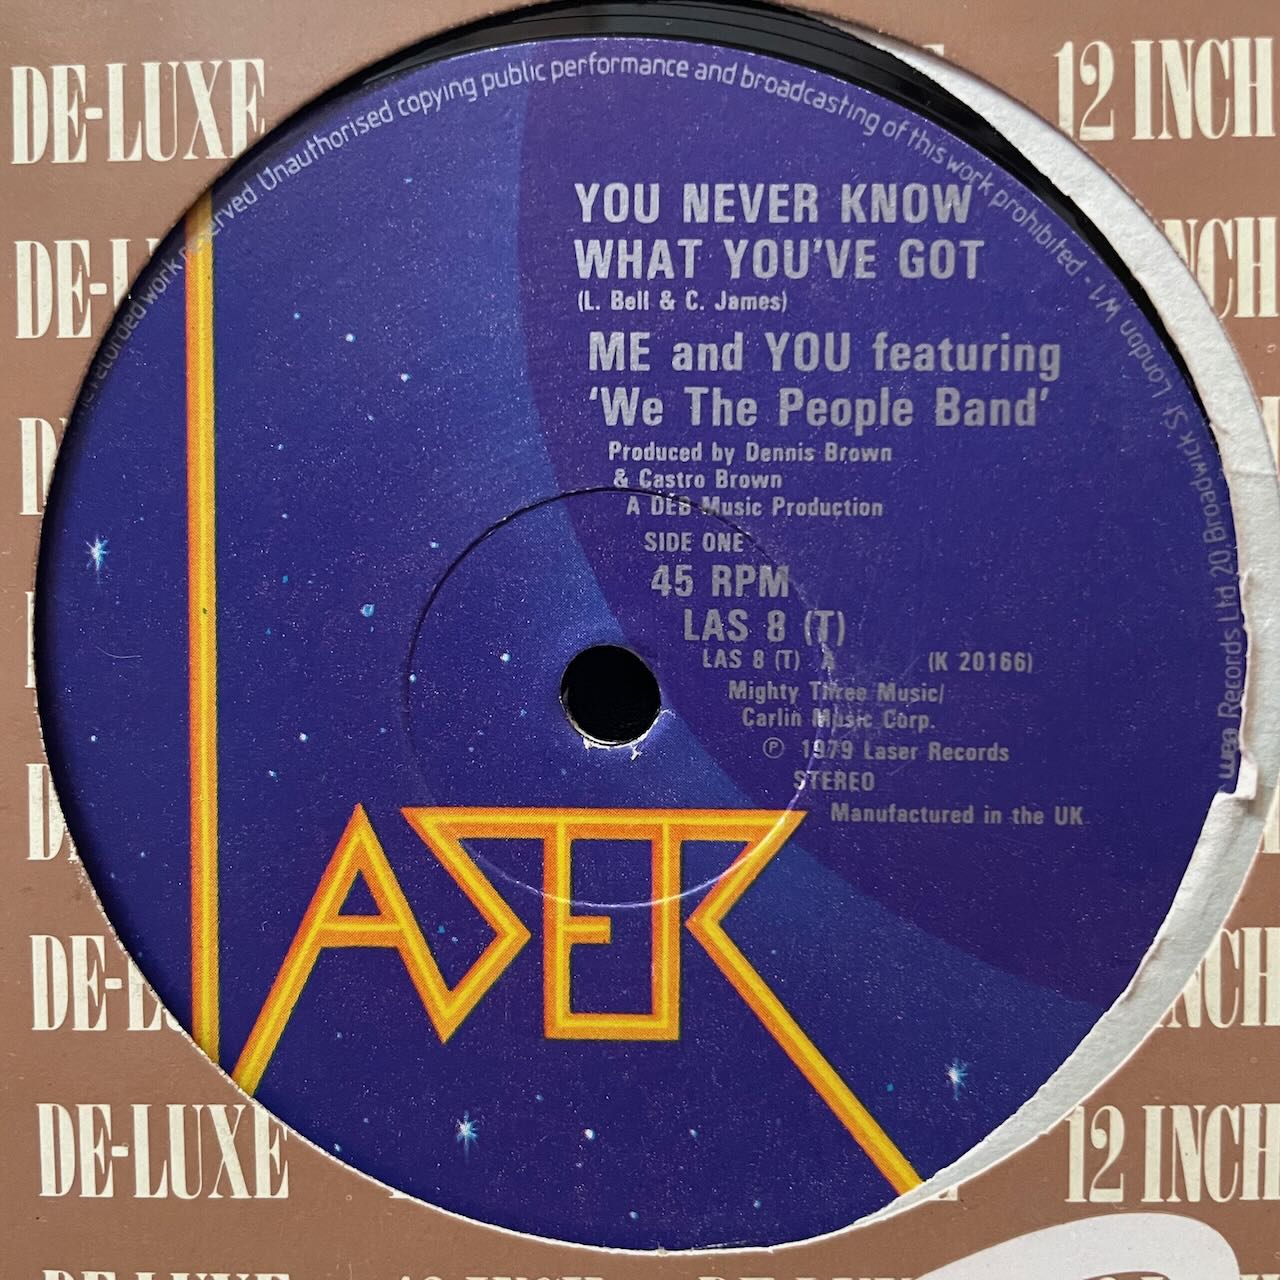 DE-LUXE
12 INCH
DE-LUXE
12 INCH
recorded work reserved Unauthorised copying public performance and broadcasting of this work prohibited · wea Records Ltd 20 Broadwick St London W1
YOU NEVER KNOW
WHAT YOU'VE GOT
(L. Bell & C. James)
ME and YOU featuring
'We The People Band'
Produced by Dennis Brown
& Castro Brown
A DEB Music Production
SIDE ONE
45 RPM
LAS 8 (T)
LAS 8 (T) A (K 20166)
Mighty Three Music/
Carlin Music Corp.
℗ 1979 Laser Records
STEREO
Manufactured in the UK
LASER